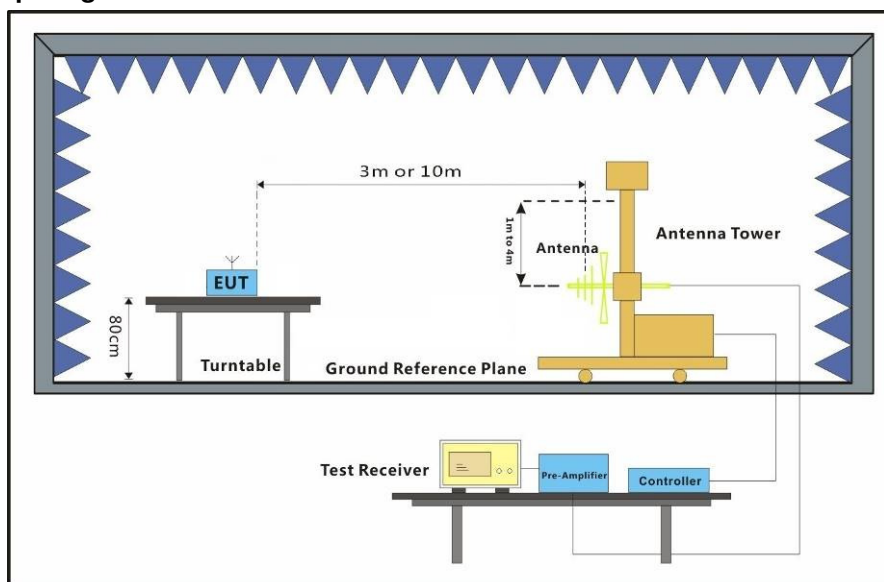 3m or 10m
1m to 4m
Antenna
Antenna Tower
EUT
80cm
Turntable
Ground Reference Plane
Test Receiver
Pre-Amplifier
Controller